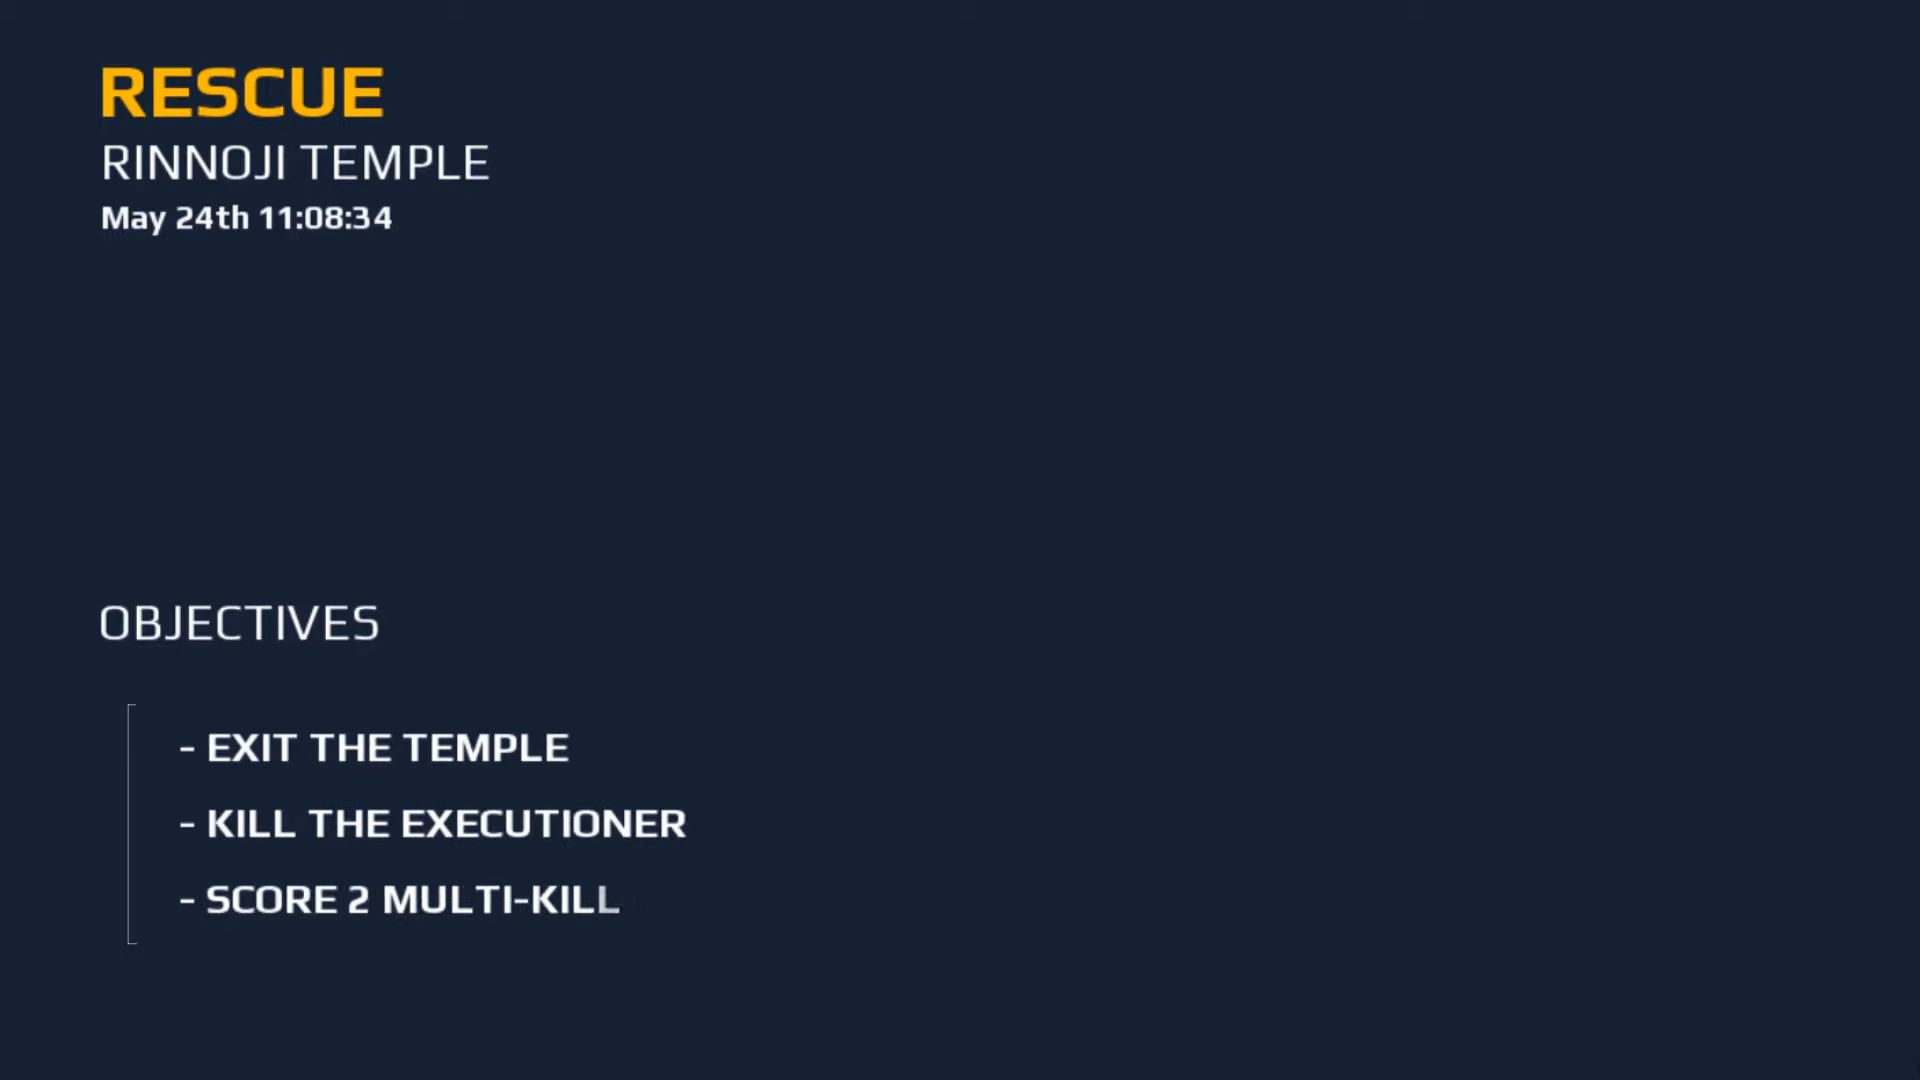 RESCUE
RINNOJI TEMPLE
May 24th 11:08:34
OBJECTIVES
- EXIT THE TEMPLE
- KILL THE EXECUTIONER
- SCORE 2 MULTI-KILL